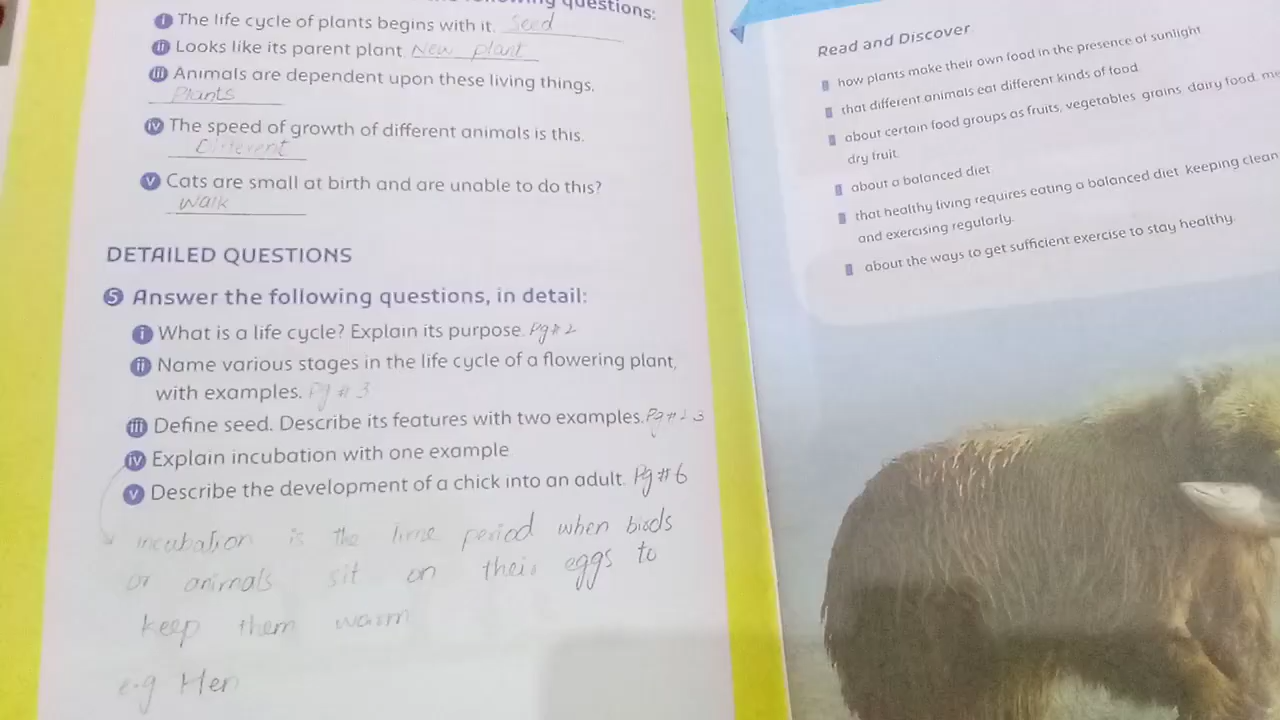 questions:
i The life cycle of plants begins with it. Seed
ii Looks like its parent plant New plant
iii Animals are dependent upon these living things.
Plants
iv The speed of growth of different animals is this.
Different
v Cats are small at birth and are unable to do this?
walk
DETAILED QUESTIONS
5 Answer the following questions, in detail:
i What is a life cycle? Explain its purpose. Pg# 2
ii Name various stages in the life cycle of a flowering plant,
with examples. Pg # 3
iii Define seed. Describe its features with two examples. Pg# 2 3
iv Explain incubation with one example
v Describe the development of a chick into an adult. Pg # 6
incubation is the time period when birds
or animals sit on their eggs to
keep them warm
e.g Hen
Read and Discover
how plants make their own food in the presence of sunlight
that different animals eat different kinds of food
about certain food groups as fruits, vegetables grains dairy food, me
dry fruit.
about a balanced diet
that healthy living requires eating a balanced diet keeping clean
and exercising regularly.
about the ways to get sufficient exercise to stay healthy.